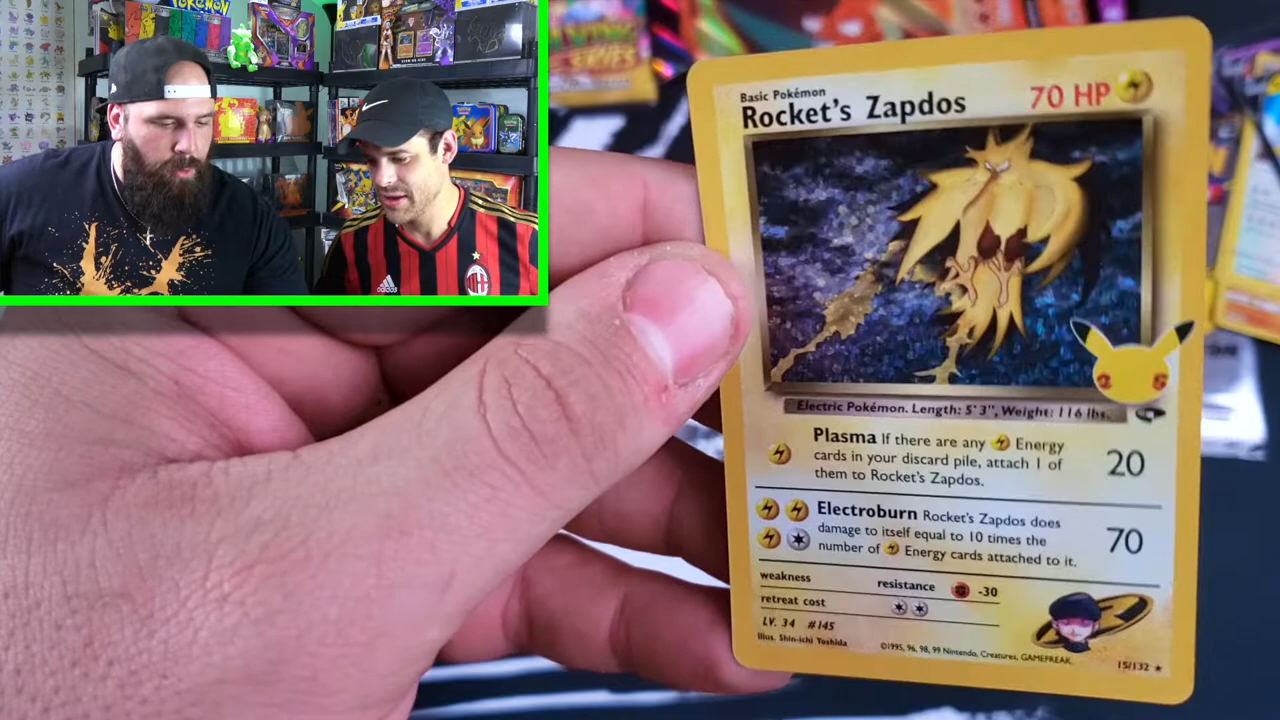 POKÉMON
Basic Pokémon
Rocket's Zapdos
70 HP
Electric Pokémon. Length: 5' 3", Weight: 116 lbs.
Plasma If there are any Energy
cards in your discard pile, attach 1 of
them to Rocket's Zapdos.
20
Electroburn Rocket's Zapdos does
damage to itself equal to 10 times the
number of Energy cards attached to it.
70
weakness
resistance -30
retreat cost
LV. 34 #145
Illus. Shin-ichi Yoshida
©1995, 96, 98, 99 Nintendo, Creatures, GAMEFREAK.
15/132 ★
adidas